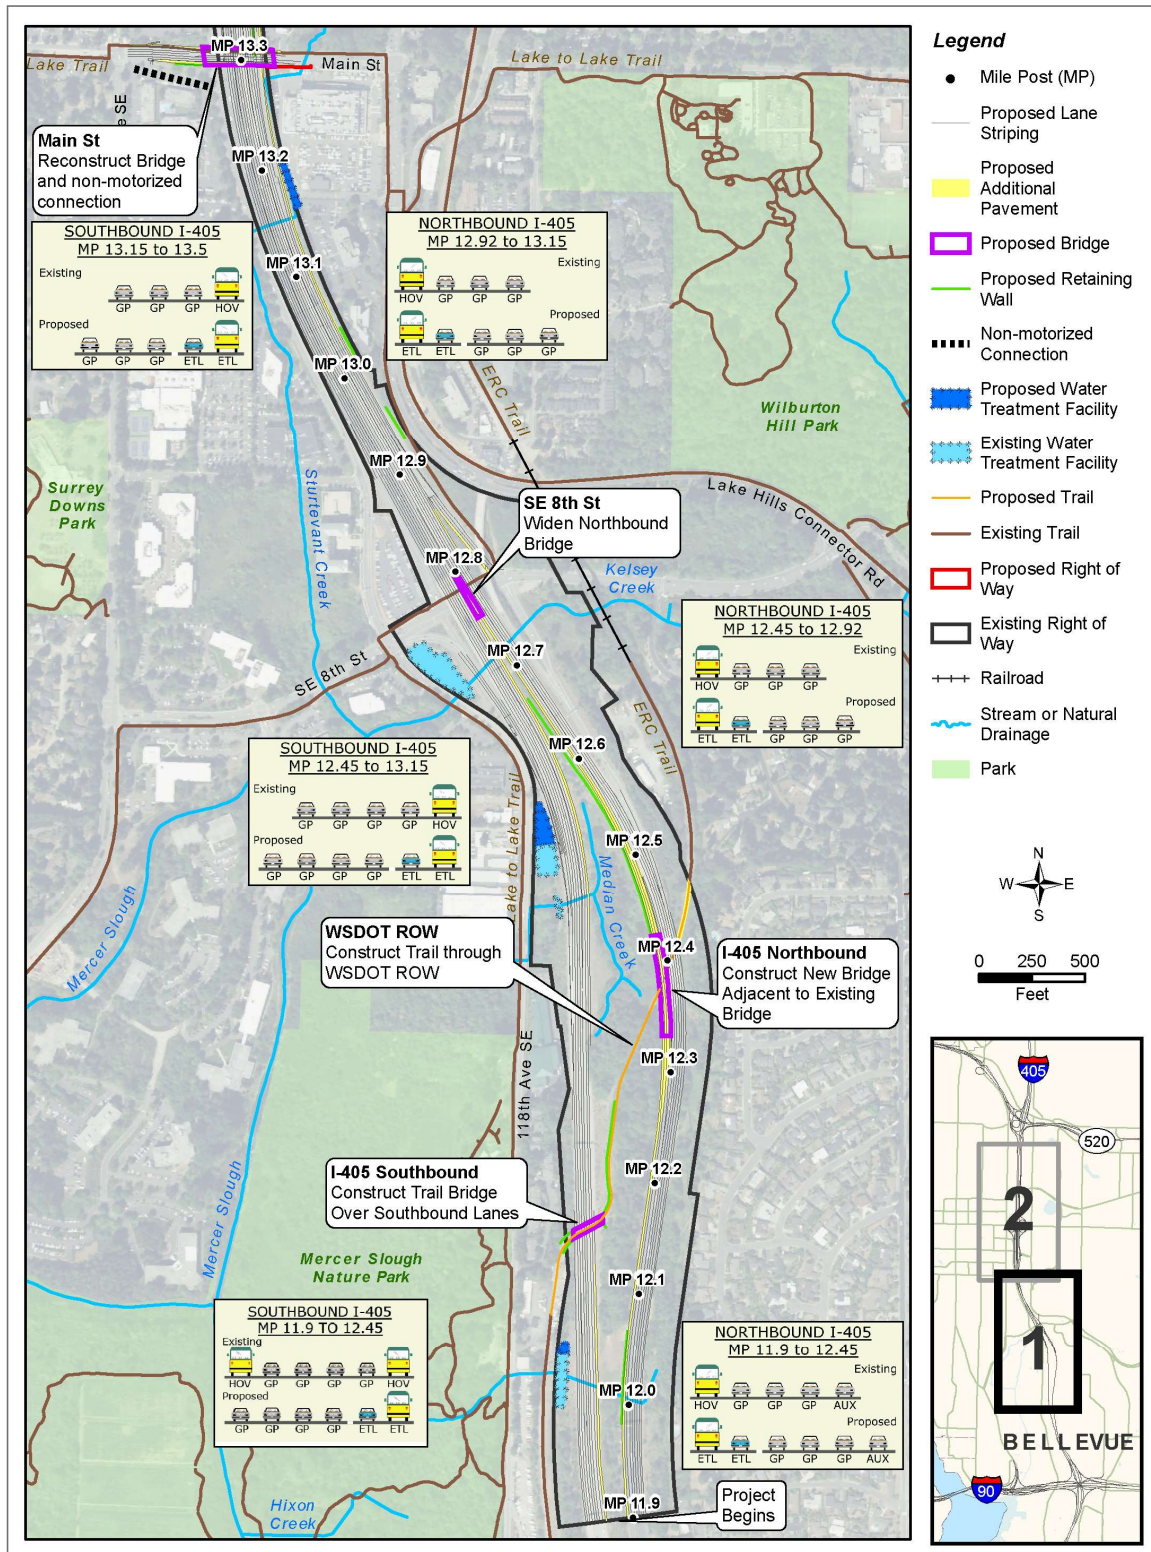 MP 13.3
Lake Trail
Main St
Lake to Lake Trail
e SE
Main St
Reconstruct Bridge
and non-motorized
connection
MP 13.2
SOUTHBOUND I-405
MP 13.15 to 13.5
Existing
GP GP GP HOV
Proposed
GP GP GP ETL ETL
NORTHBOUND I-405
MP 12.92 to 13.15
Existing
HOV GP GP GP
Proposed
ETL ETL GP GP GP
MP 13.1
MP 13.0
ERC Trail
Wilburton
Hill Park
MP 12.9
Surrey
Downs
Park
Sturtevant Creek
Lake Hills Connector Rd
SE 8th St
Widen Northbound
Bridge
MP 12.8
Kelsey
Creek
NORTHBOUND I-405
MP 12.45 to 12.92
Existing
HOV GP GP GP
Proposed
ETL ETL GP GP GP
MP 12.7
SE 8th St
ERC Trail
MP 12.6
SOUTHBOUND I-405
MP 12.45 to 13.15
Existing
GP GP GP GP HOV
Proposed
GP GP GP GP ETL ETL
Lake to Lake Trail
MP 12.5
Median Creek
Mercer Slough
WSDOT ROW
Construct Trail through
WSDOT ROW
MP 12.4
I-405 Northbound
Construct New Bridge
Adjacent to Existing
Bridge
118th Ave SE
MP 12.3
I-405 Southbound
Construct Trail Bridge
Over Southbound Lanes
MP 12.2
Mercer Slough
Mercer Slough
Nature Park
MP 12.1
SOUTHBOUND I-405
MP 11.9 TO 12.45
Existing
HOV GP GP GP GP HOV
Proposed
GP GP GP GP ETL ETL
NORTHBOUND I-405
MP 11.9 to 12.45
Existing
HOV GP GP GP AUX
Proposed
ETL ETL GP GP GP AUX
MP 12.0
Hixon
Creek
MP 11.9
Project
Begins
Legend
Mile Post (MP)
Proposed Lane
Striping
Proposed
Additional
Pavement
Proposed Bridge
Proposed Retaining
Wall
Non-motorized
Connection
Proposed Water
Treatment Facility
Existing Water
Treatment Facility
Proposed Trail
Existing Trail
Proposed Right of
Way
Existing Right of
Way
Railroad
Stream or Natural
Drainage
Park
N
W E
S
0 250 500
Feet
405
520
2
1
BELLEVUE
90